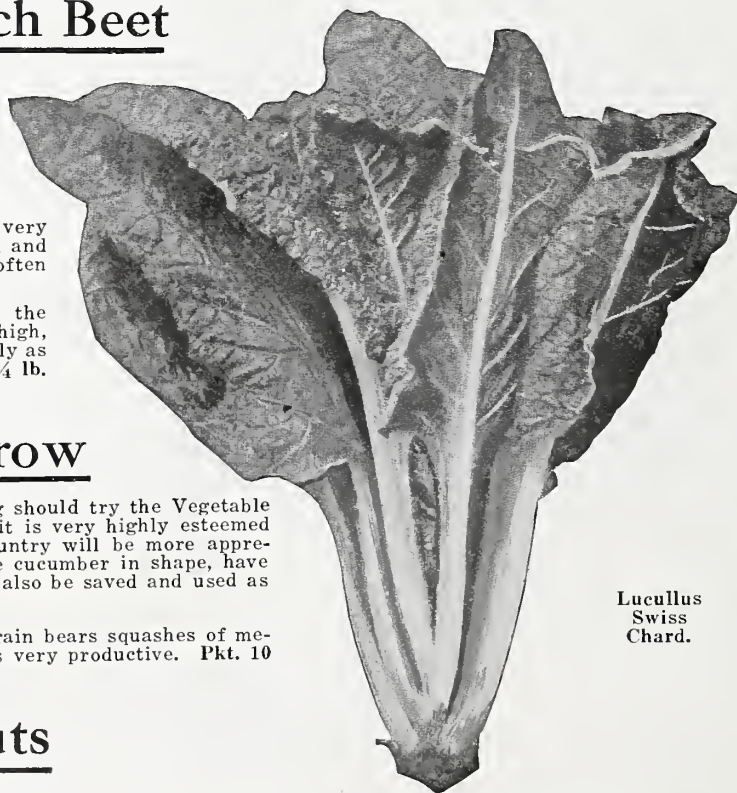 ch Beet
very
and
often
the
high,
ly as
¼ lb.
row
should try the Vegetable
it is very highly esteemed
untry will be more appre-
e cucumber in shape, have
also be saved and used as
rain bears squashes of me-
s very productive. Pkt. 10
Lucullus
Swiss
Chard.
uts